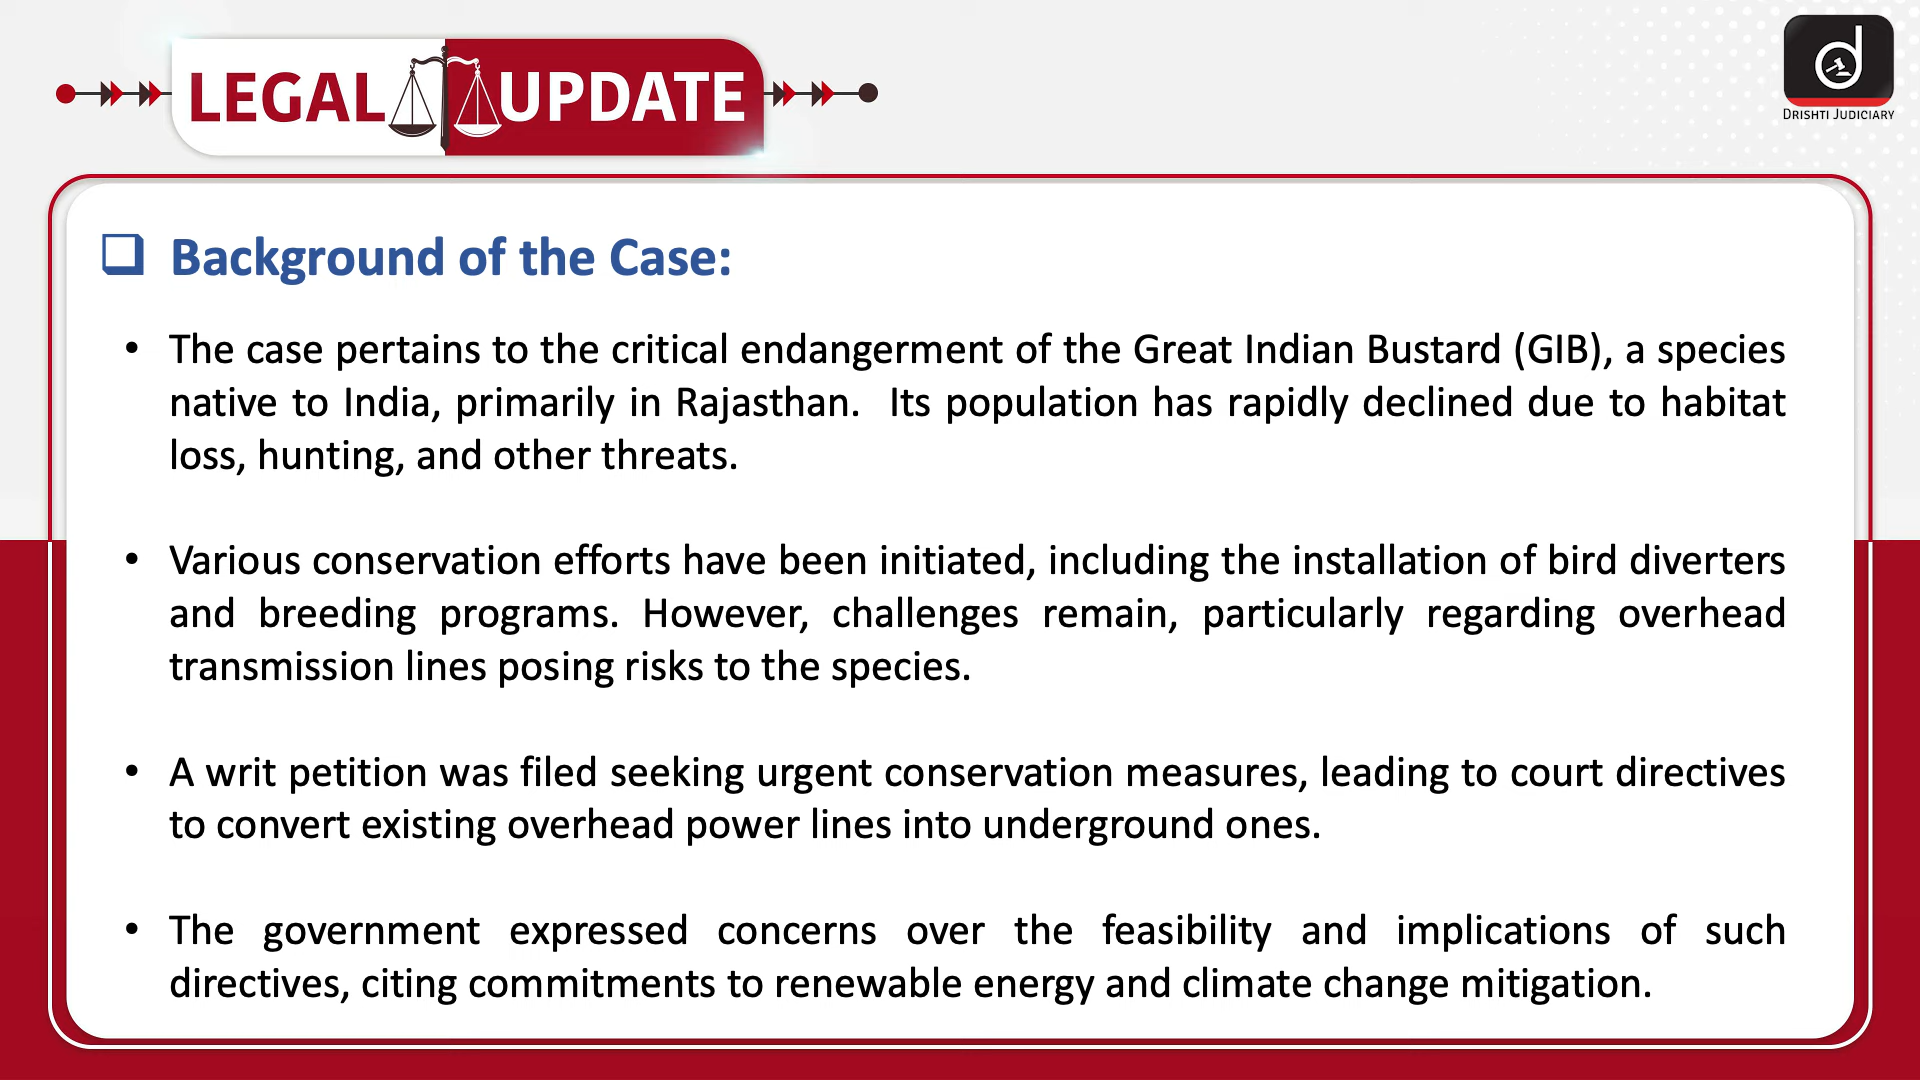 LEGAL UPDATE
DRISHTI JUDICIARY
Background of the Case:
• The case pertains to the critical endangerment of the Great Indian Bustard (GIB), a species
native to India, primarily in Rajasthan. Its population has rapidly declined due to habitat
loss, hunting, and other threats.
• Various conservation efforts have been initiated, including the installation of bird diverters
and breeding programs. However, challenges remain, particularly regarding overhead
transmission lines posing risks to the species.
• A writ petition was filed seeking urgent conservation measures, leading to court directives
to convert existing overhead power lines into underground ones.
• The government expressed concerns over the feasibility and implications of such
directives, citing commitments to renewable energy and climate change mitigation.